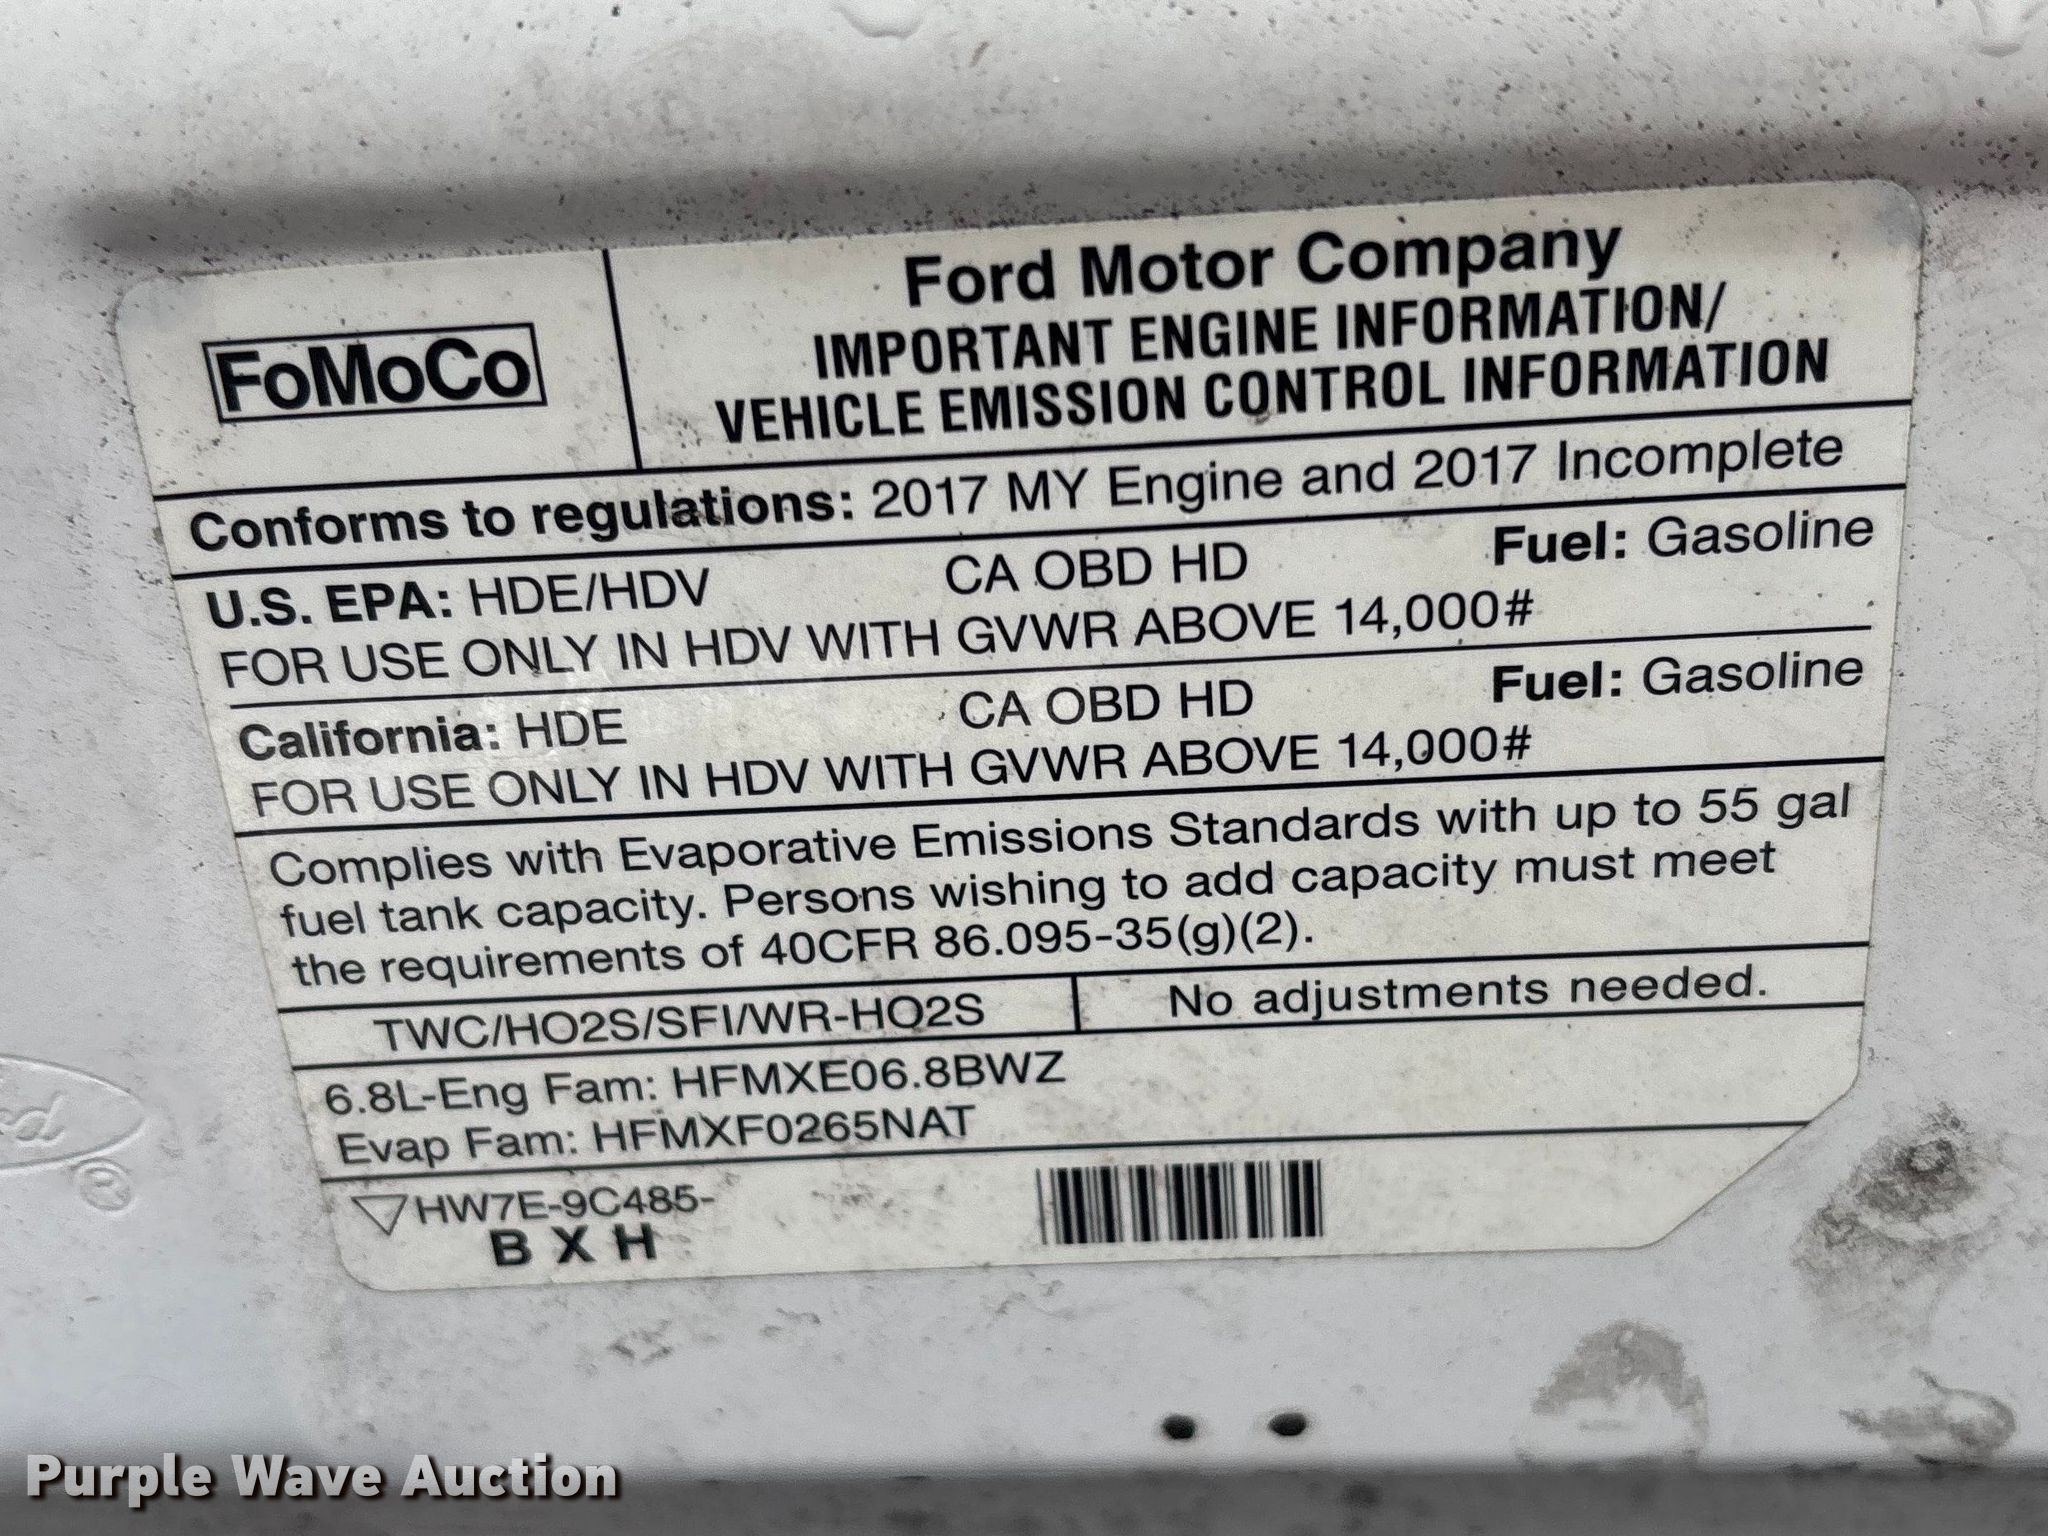 FoMoCo
Ford Motor Company
IMPORTANT ENGINE INFORMATION/
VEHICLE EMISSION CONTROL INFORMATION
Conforms to regulations: 2017 MY Engine and 2017 Incomplete
U.S. EPA: HDE/HDV CA OBD HD Fuel: Gasoline
FOR USE ONLY IN HDV WITH GVWR ABOVE 14,000#
California: HDE CA OBD HD Fuel: Gasoline
FOR USE ONLY IN HDV WITH GVWR ABOVE 14,000#
Complies with Evaporative Emissions Standards with up to 55 gal
fuel tank capacity. Persons wishing to add capacity must meet
the requirements of 40CFR 86.095-35(g)(2).
TWC/HO2S/SFI/WR-HO2S No adjustments needed.
6.8L-Eng Fam: HFMXE06.8BWZ
Evap Fam: HFMXF0265NAT
HW7E-9C485-
B X H
®
Purple Wave Auction